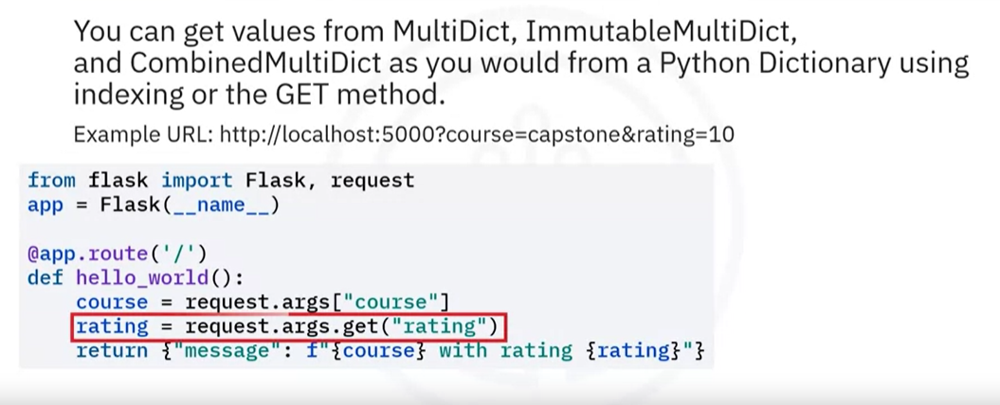 You can get values from MultiDict, ImmutableMultiDict,
and CombinedMultiDict as you would from a Python Dictionary using
indexing or the GET method.
Example URL: http://localhost:5000?course=capstone&rating=10
from flask import Flask, request
app = Flask(__name__)
@app.route('/')
def hello_world():
    course = request.args["course"]
    rating = request.args.get("rating")
    return {"message": f"{course} with rating {rating}"}